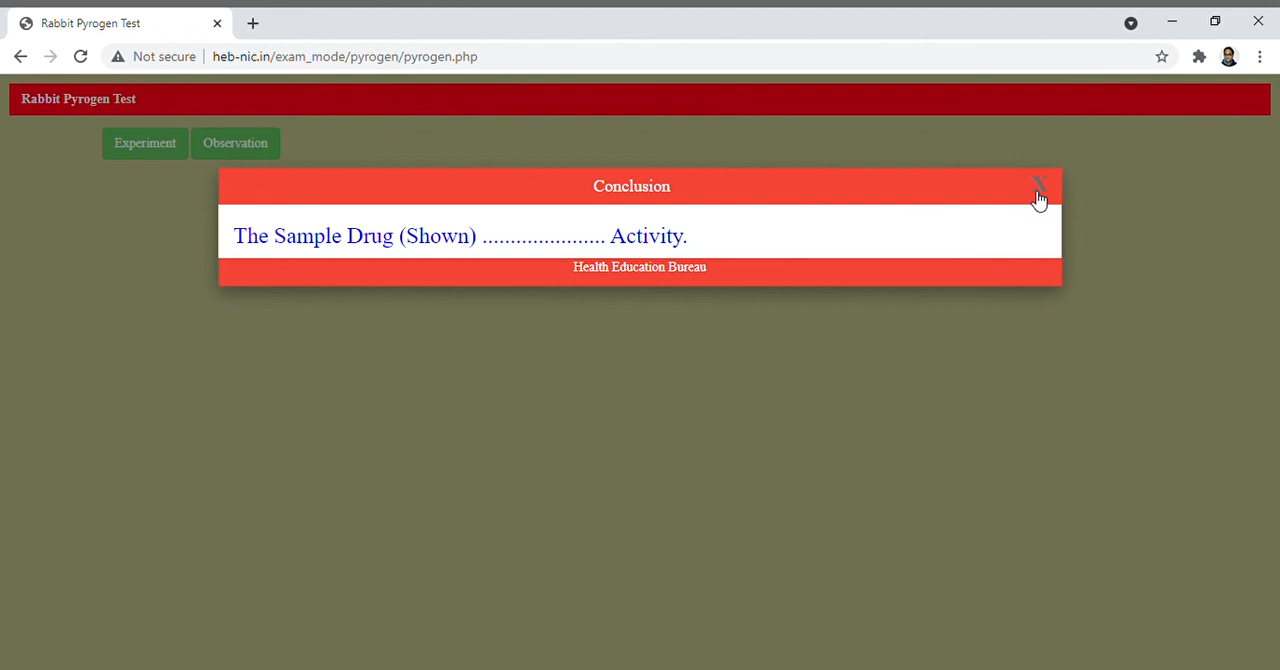 Rabbit Pyrogen Test
Not secure heb-nic.in/exam_mode/pyrogen/pyrogen.php
Rabbit Pyrogen Test
Experiment Observation
Conclusion X
The Sample Drug (Shown) ...................... Activity.
Health Education Bureau